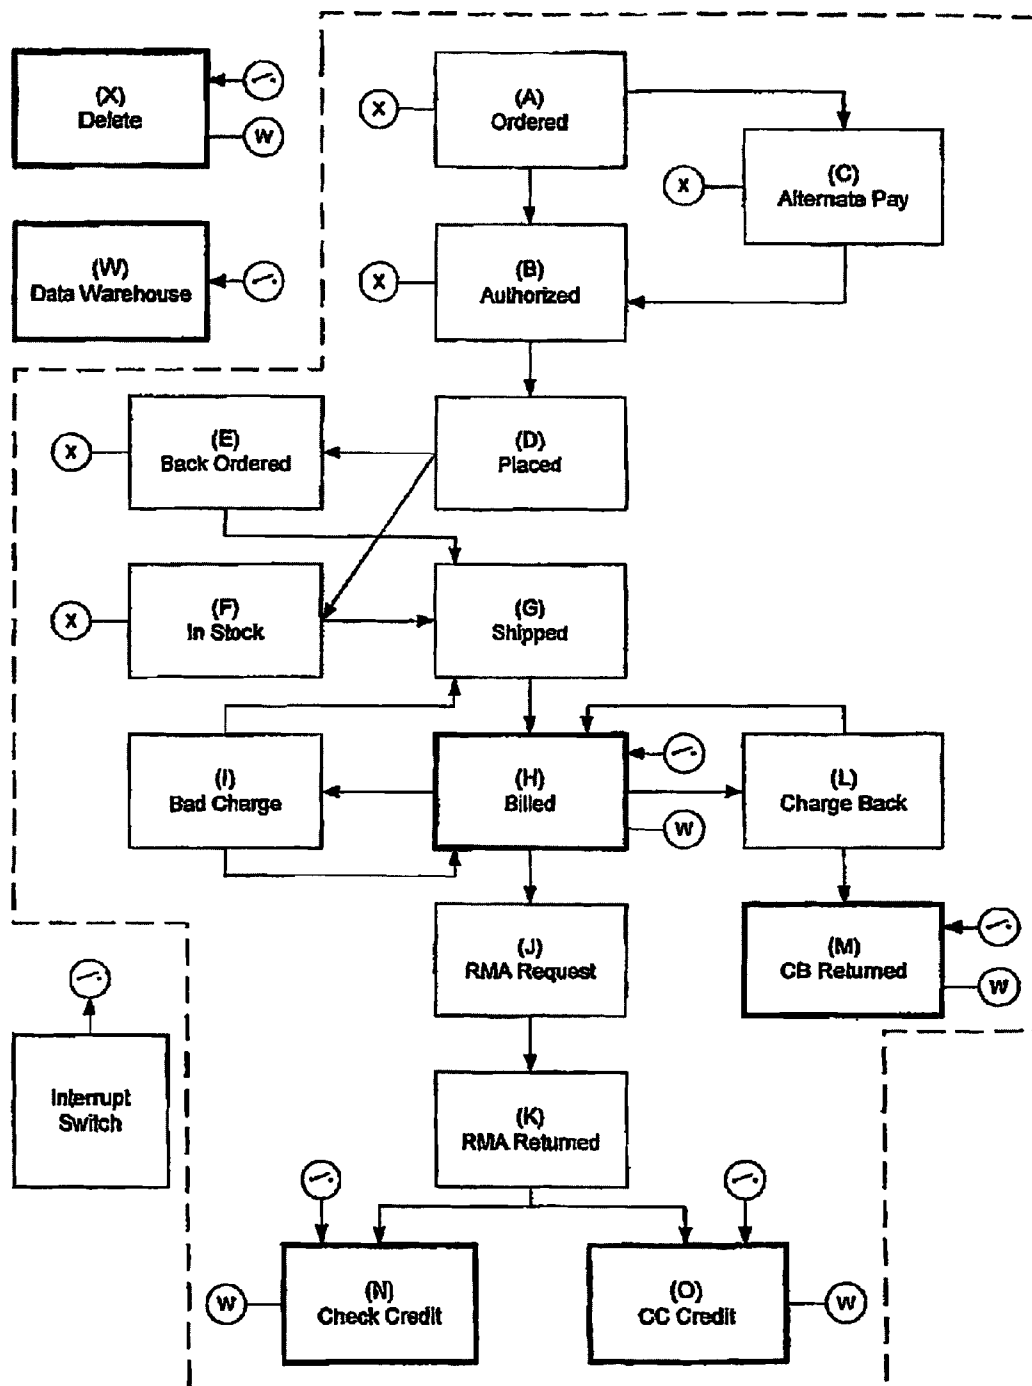 (X)
Delete
W
(W)
Data Warehouse
X
(A)
Ordered
X
(C)
Alternate Pay
X
(B)
Authorized
X
(E)
Back Ordered
(D)
Placed
X
(F)
In Stock
(G)
Shipped
(I)
Bad Charge
(H)
Billed
W
(L)
Charge Back
(J)
RMA Request
(M)
CB Returned
W
Interrupt
Switch
(K)
RMA Returned
W
(N)
Check Credit
(O)
CC Credit
W